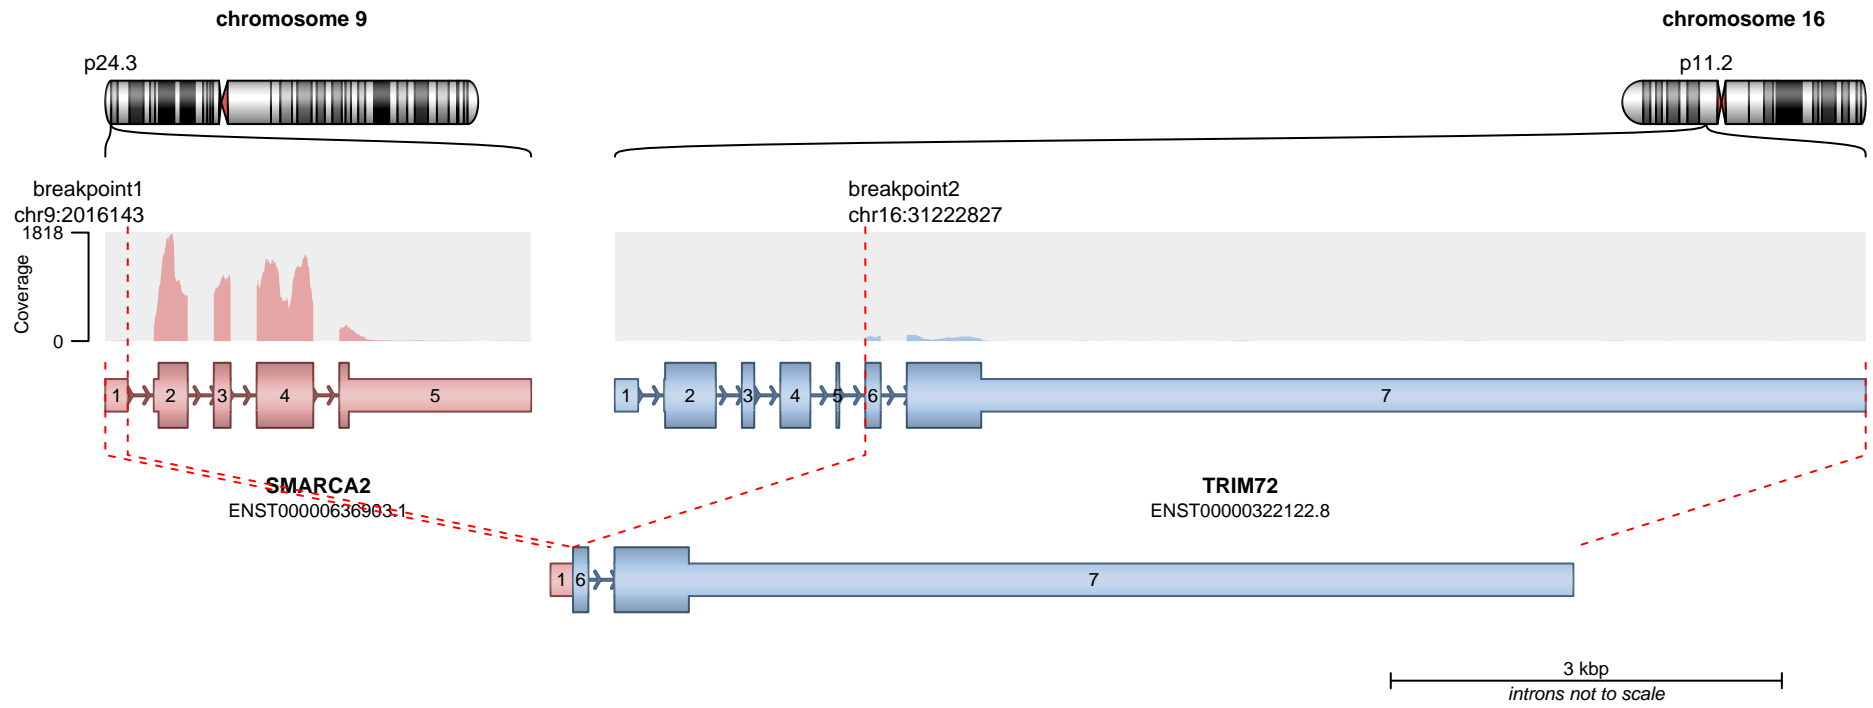 chromosome 9
chromosome 16
p24.3
p11.2
breakpoint1
chr9:2016143
breakpoint2
chr16:31222827
1818
Coverage
0
1 2 3 4 5
1 2 3 4 5 6 7
SMARCA2
ENST00000636903.1
TRIM72
ENST00000322122.8
1 6 7
3 kbp
introns not to scale